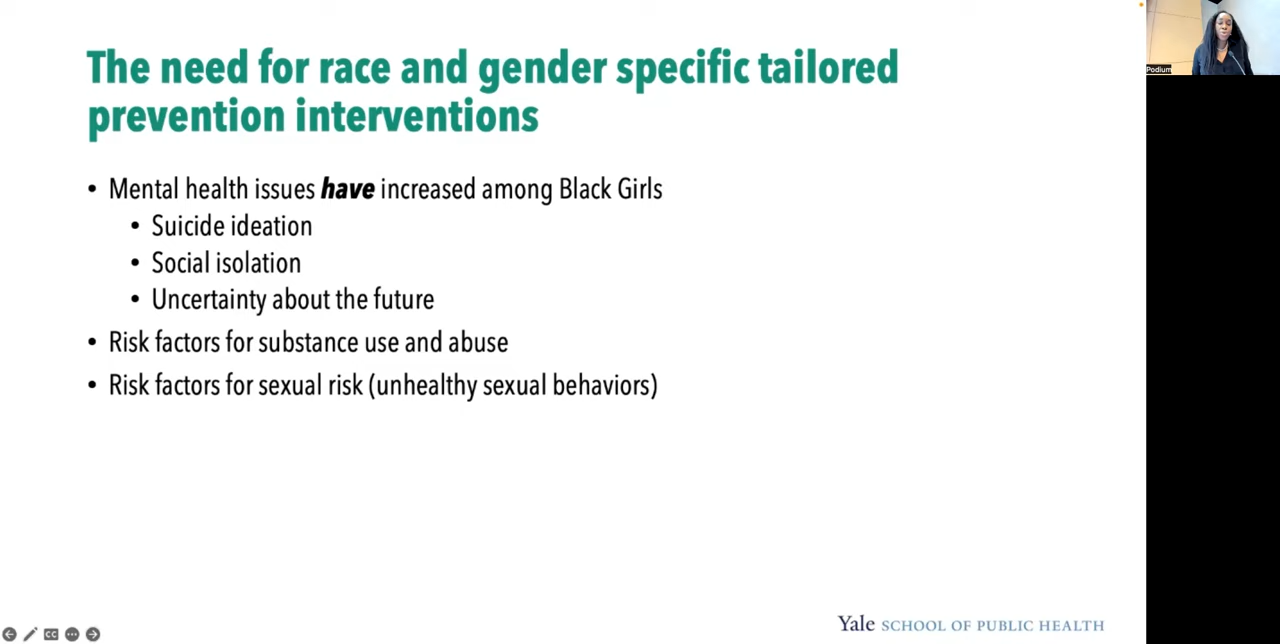 The need for race and gender specific tailored
prevention interventions
• Mental health issues have increased among Black Girls
• Suicide ideation
• Social isolation
• Uncertainty about the future
• Risk factors for substance use and abuse
• Risk factors for sexual risk (unhealthy sexual behaviors)
Yale SCHOOL OF PUBLIC HEALTH
Podium
CC